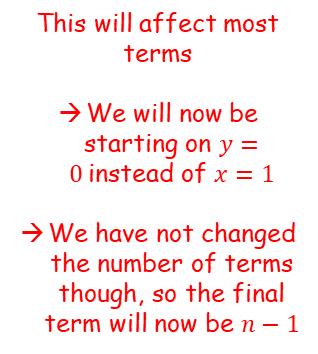 This will affect most
terms
→ We will now be
starting on y =
0 instead of x = 1
→ We have not changed
the number of terms
though, so the final
term will now be n − 1